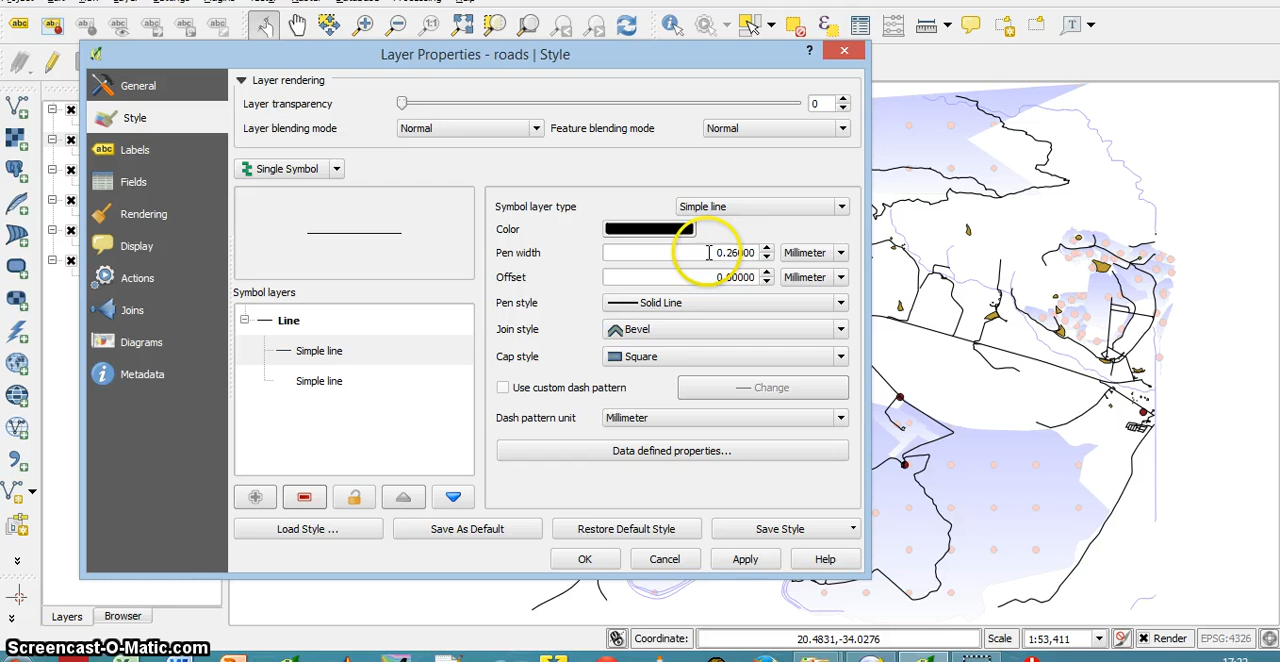 Layer Properties - roads | Style
?
General
Style
Labels
Fields
Rendering
Display
Actions
Joins
Diagrams
Metadata
Layer rendering
Layer transparency
0
Layer blending mode
Normal
Feature blending mode
Normal
Single Symbol
Symbol layers
Line
Simple line
Simple line
Symbol layer type
Simple line
Color
Pen width
0.26000
Millimeter
Offset
0.00000
Millimeter
Pen style
Solid Line
Join style
Bevel
Cap style
Square
Use custom dash pattern
Change
Dash pattern unit
Millimeter
Data defined properties...
Load Style ...
Save As Default
Restore Default Style
Save Style
OK
Cancel
Apply
Help
Layers
Browser
Coordinate:
20.4831,-34.0276
Scale
1:53,411
Render
EPSG:4326
Screencast-O-Matic.com